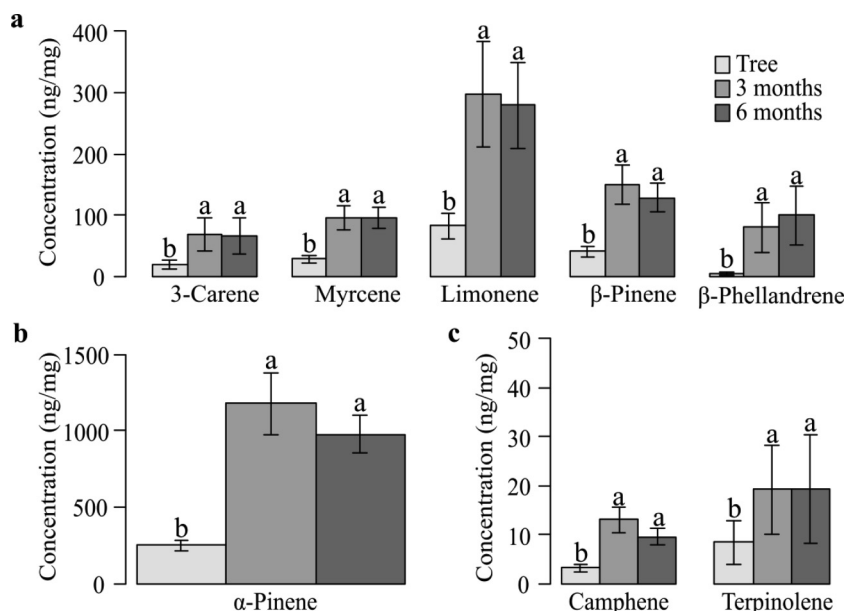 a
Concentration (ng/mg)
400
300
200
100
0
b a a
b a a
b a a
b a a
b a a
Tree
3 months
6 months
3-Carene Myrcene Limonene β-Pinene β-Phellandrene
b
Concentration (ng/mg)
1500
1000
500
0
b a a
α-Pinene
c
Concentration (ng/mg)
50
40
30
20
10
0
b a a
b a a
Camphene Terpinolene